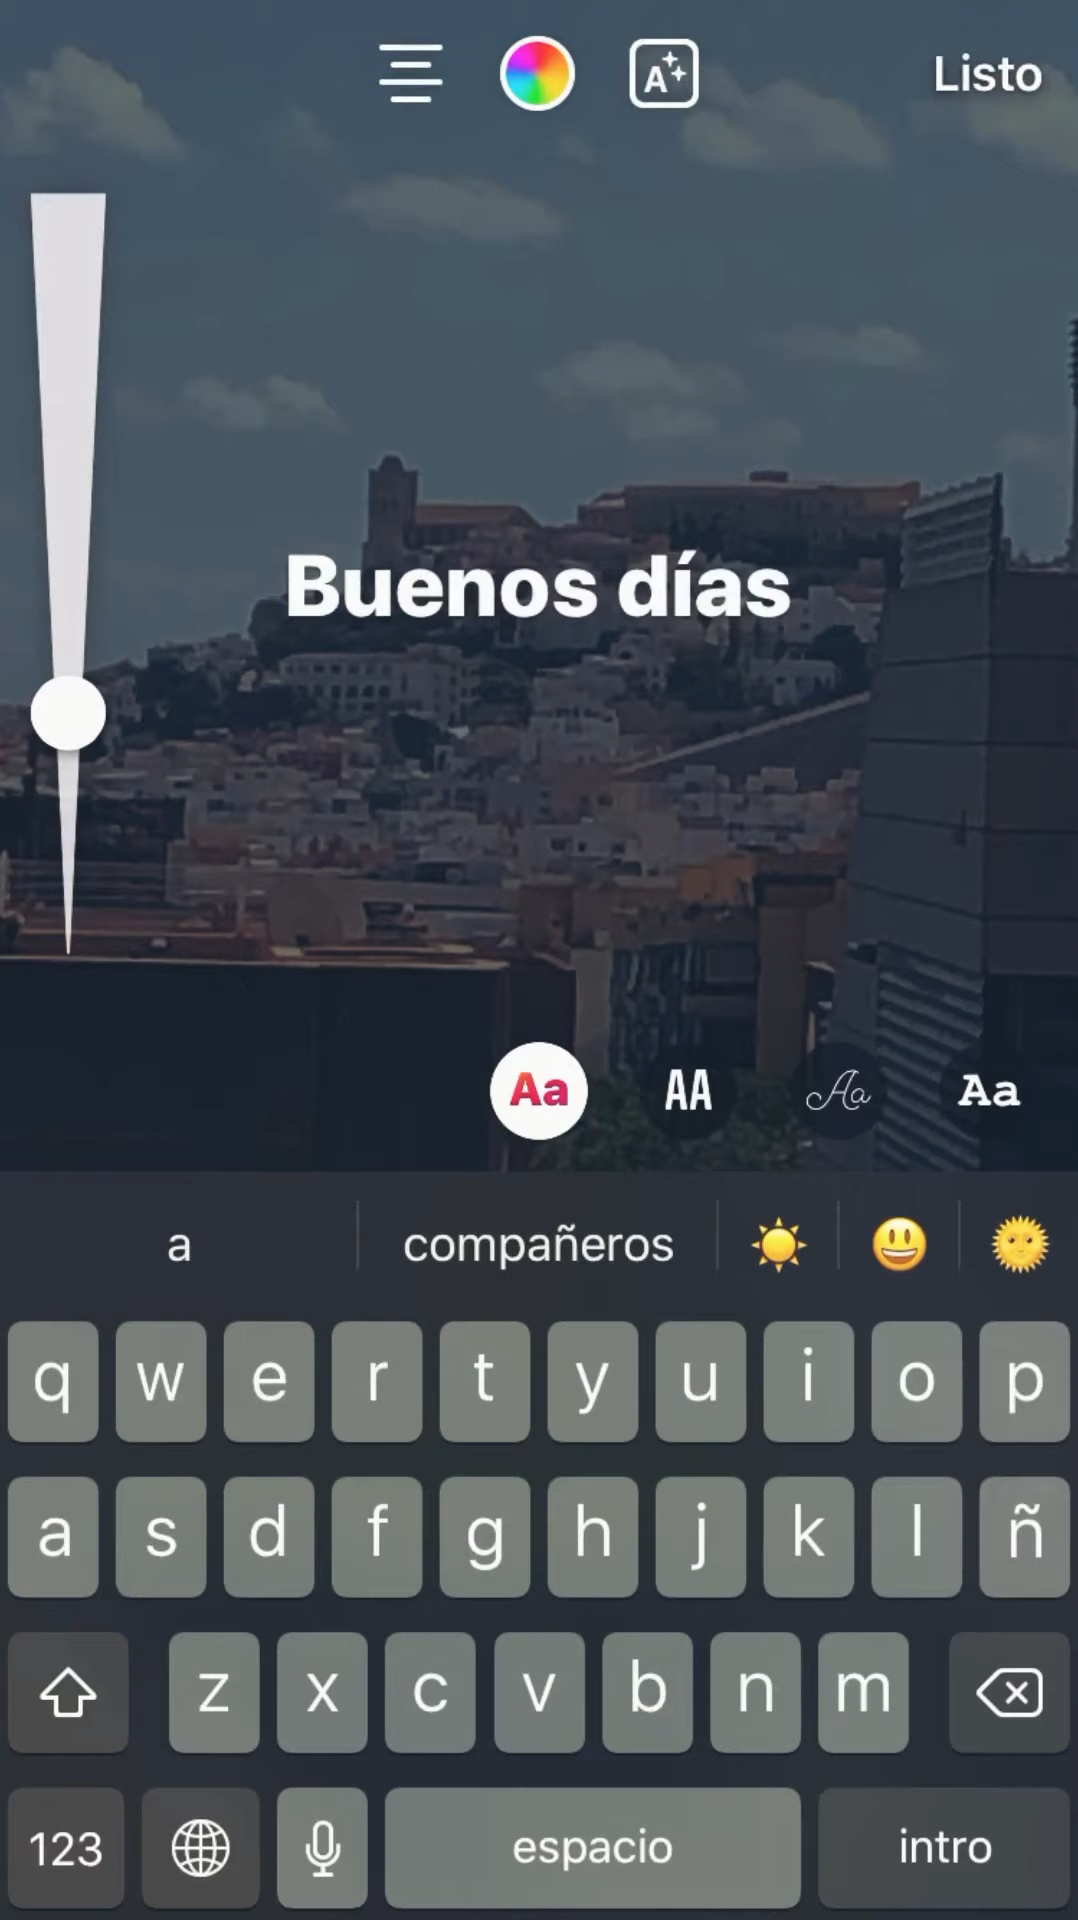 Listo
Buenos días
Aa AA Aa Aa
a compañeros
q w e r t y u i o p
a s d f g h j k l ñ
z x c v b n m
123 espacio intro